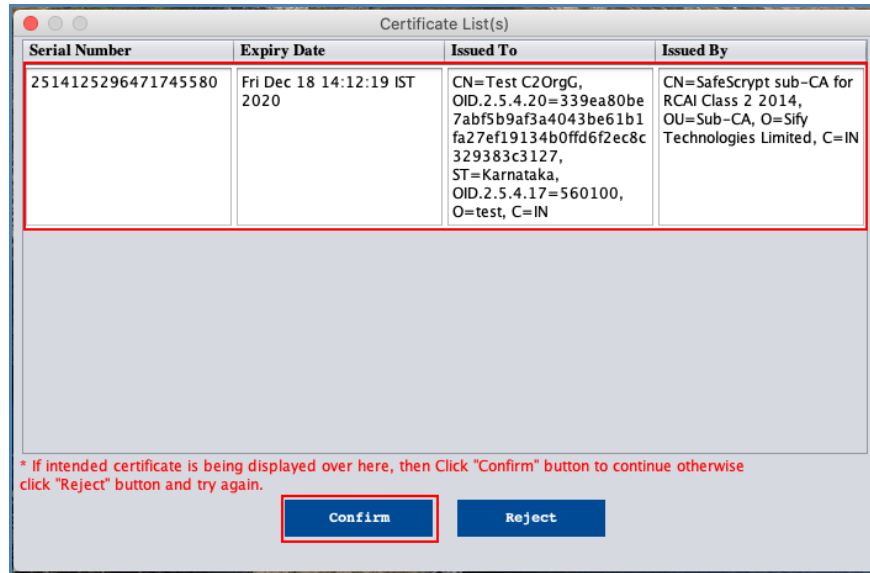 Certificate List(s)
Serial Number Expiry Date Issued To Issued By
2514125296471745580
Fri Dec 18 14:12:19 IST
2020
CN=Test C2OrgG,
OID.2.5.4.20=339ea80be
7abf5b9af3a4043be61b1
fa27ef19134b0ffd6f2ec8c
329383c3127,
ST=Karnataka,
OID.2.5.4.17=560100,
O=test, C=IN
CN=SafeScrypt sub-CA for
RCAI Class 2 2014,
OU=Sub-CA, O=Sify
Technologies Limited, C=IN
* If intended certificate is being displayed over here, then Click "Confirm" button to continue otherwise
click "Reject" button and try again.
Confirm Reject